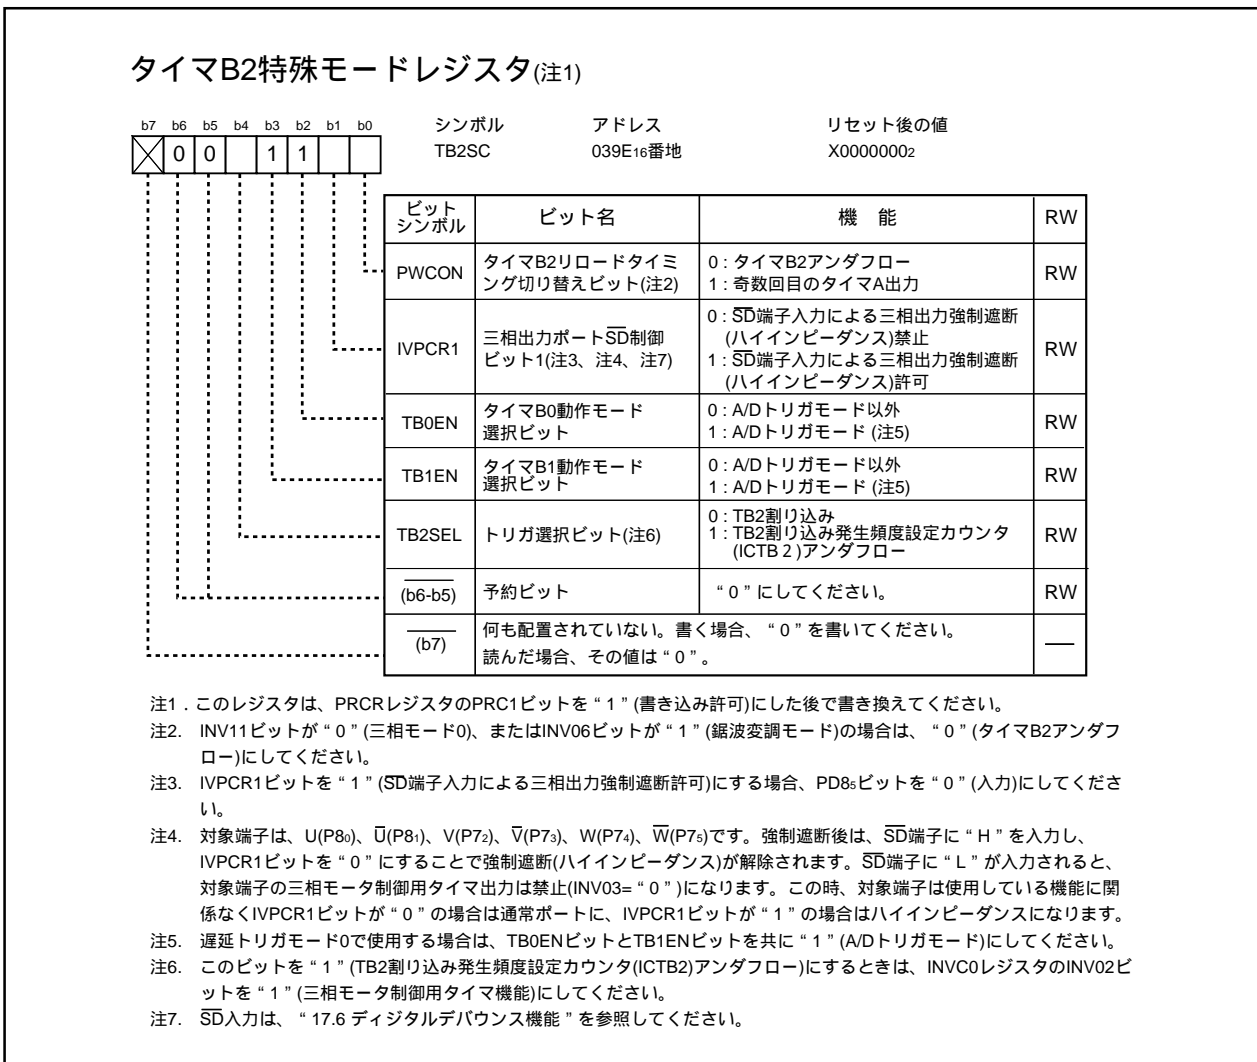 タイマB2特殊モードレジスタ(注1)
b7 b6 b5 b4 b3 b2 b1 b0
シンボル アドレス リセット後の値
0 0 1 1
TB2SC 039E16番地 X00000002
ビット
シンボル ビット名 機 能 RW
PWCON タイマB2リロードタイミ
ング切り替えビット(注2) 0 : タイマB2アンダフロー
1 : 奇数回目のタイマA出力 RW
IVPCR1 三相出力ポートS̅D̅制御
ビット1(注3、注4、注7) 0 : S̅D̅端子入力による三相出力強制遮断
(ハイインピーダンス)禁止
1 : S̅D̅端子入力による三相出力強制遮断
(ハイインピーダンス)許可 RW
TB0EN タイマB0動作モード
選択ビット 0 : A/Dトリガモード以外
1 : A/Dトリガモード (注5) RW
TB1EN タイマB1動作モード
選択ビット 0 : A/Dトリガモード以外
1 : A/Dトリガモード (注5) RW
TB2SEL トリガ選択ビット(注6) 0 : TB2割り込み
1 : TB2割り込み発生頻度設定カウンタ
(ICTB 2 )アンダフロー RW
(b6-b5) 予約ビット “ 0 ” にしてください。 RW
(b7) 何も配置されていない。書く場合、“ 0 ” を書いてください。
読んだ場合、その値は “ 0 ” 。 —
注1 . このレジスタは、PRCRレジスタのPRC1ビットを “ 1 ” (書き込み許可)にした後で書き換えてください。
注2. INV11ビットが “ 0 ” (三相モード0)、またはINV06ビットが “ 1 ” (鋸波変調モード)の場合は、“ 0 ” (タイマB2アンダフ
ロー)にしてください。
注3. IVPCR1ビットを “ 1 ” (S̅D̅端子入力による三相出力強制遮断許可)にする場合、PD85ビットを “ 0 ” (入力)にしてくださ
い。
注4. 対象端子は、U(P80)、U̅(P81)、V(P72)、V̅(P73)、W(P74)、W̅(P75)です。強制遮断後は、S̅D̅端子に “ H ” を入力し、
IVPCR1ビットを “ 0 ” にすることで強制遮断(ハイインピーダンス)が解除されます。S̅D̅端子に “ L ” が入力されると、
対象端子の三相モータ制御用タイマ出力は禁止(INV03= “ 0 ” )になります。この時、対象端子は使用している機能に関
係なくIVPCR1ビットが “ 0 ” の場合は通常ポートに、IVPCR1ビットが “ 1 ” の場合はハイインピーダンスになります。
注5. 遅延トリガモード0で使用する場合は、TB0ENビットとTB1ENビットを共に “ 1 ” (A/Dトリガモード)にしてください。
注6. このビットを “ 1 ” (TB2割り込み発生頻度設定カウンタ(ICTB2)アンダフロー)にするときは、INVC0レジスタのINV02ビ
ットを “ 1 ” (三相モータ制御用タイマ機能)にしてください。
注7. S̅D̅入力は、“ 17.6 ディジタルデバウンス機能 ” を参照してください。